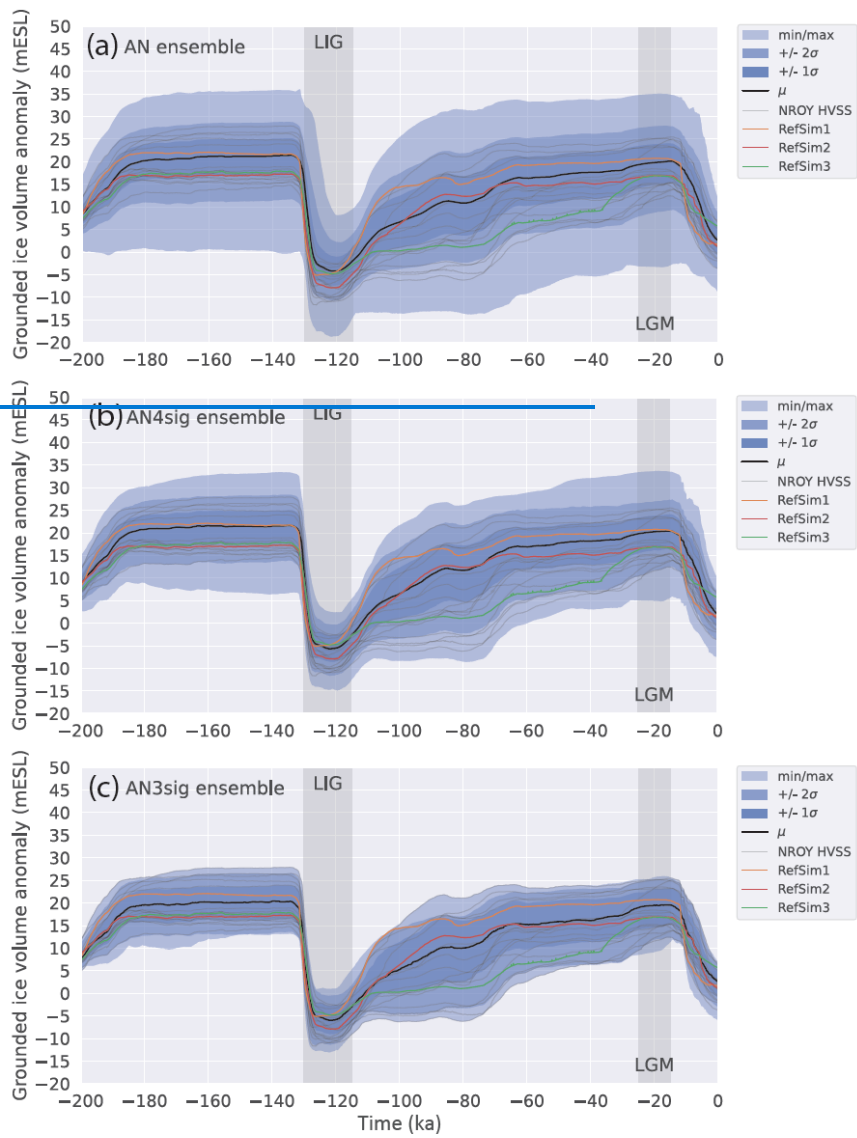 Grounded ice volume anomaly (mESL)
50
45
40
35
30
25
20
15
10
5
0
−5
−10
−15
−20
(a) AN ensemble
LIG
LGM
−200 −180 −160 −140 −120 −100 −80 −60 −40 −20 0
min/max
+/- 2σ
+/- 1σ
μ
NROY HVSS
RefSim1
RefSim2
RefSim3
Grounded ice volume anomaly (mESL)
50
45
40
35
30
25
20
15
10
5
0
−5
−10
−15
−20
(b) AN4sig ensemble
LIG
LGM
−200 −180 −160 −140 −120 −100 −80 −60 −40 −20 0
min/max
+/- 2σ
+/- 1σ
μ
NROY HVSS
RefSim1
RefSim2
RefSim3
Grounded ice volume anomaly (mESL)
50
45
40
35
30
25
20
15
10
5
0
−5
−10
−15
−20
(c) AN3sig ensemble
LIG
LGM
−200 −180 −160 −140 −120 −100 −80 −60 −40 −20 0
Time (ka)
min/max
+/- 2σ
+/- 1σ
μ
NROY HVSS
RefSim1
RefSim2
RefSim3